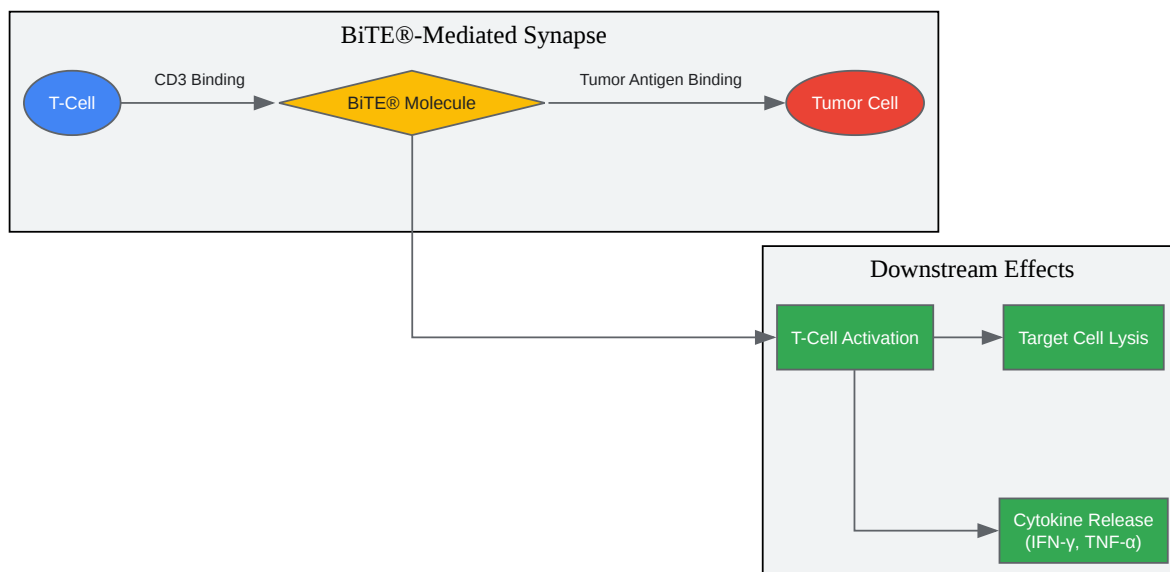 BiTE®-Mediated Synapse
CD3 Binding
Tumor Antigen Binding
T-Cell
BiTE® Molecule
Tumor Cell
Downstream Effects
T-Cell Activation
Target Cell Lysis
Cytokine Release
(IFN-γ, TNF-α)